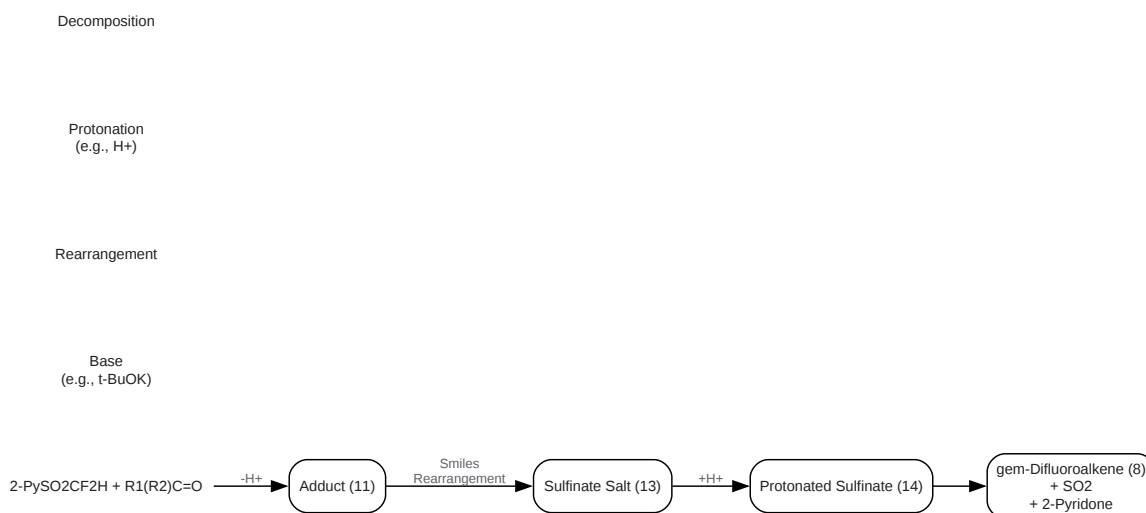 Decomposition
Protonation
(e.g., H+)
Rearrangement
Base
(e.g., t-BuOK)
2-PySO2CF2H + R1(R2)C=O
-H+
Adduct (11)
Smiles
Rearrangement
Sulfinate Salt (13)
+H+
Protonated Sulfinate (14)
gem-Difluoroalkene (8)
+ SO2
+ 2-Pyridone